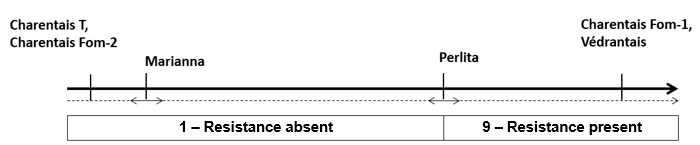 Charentais T,
Charentais Fom-2
Marianna
Perlita
Charentais Fom-1,
Védrantais
1 – Resistance absent
9 – Resistance present